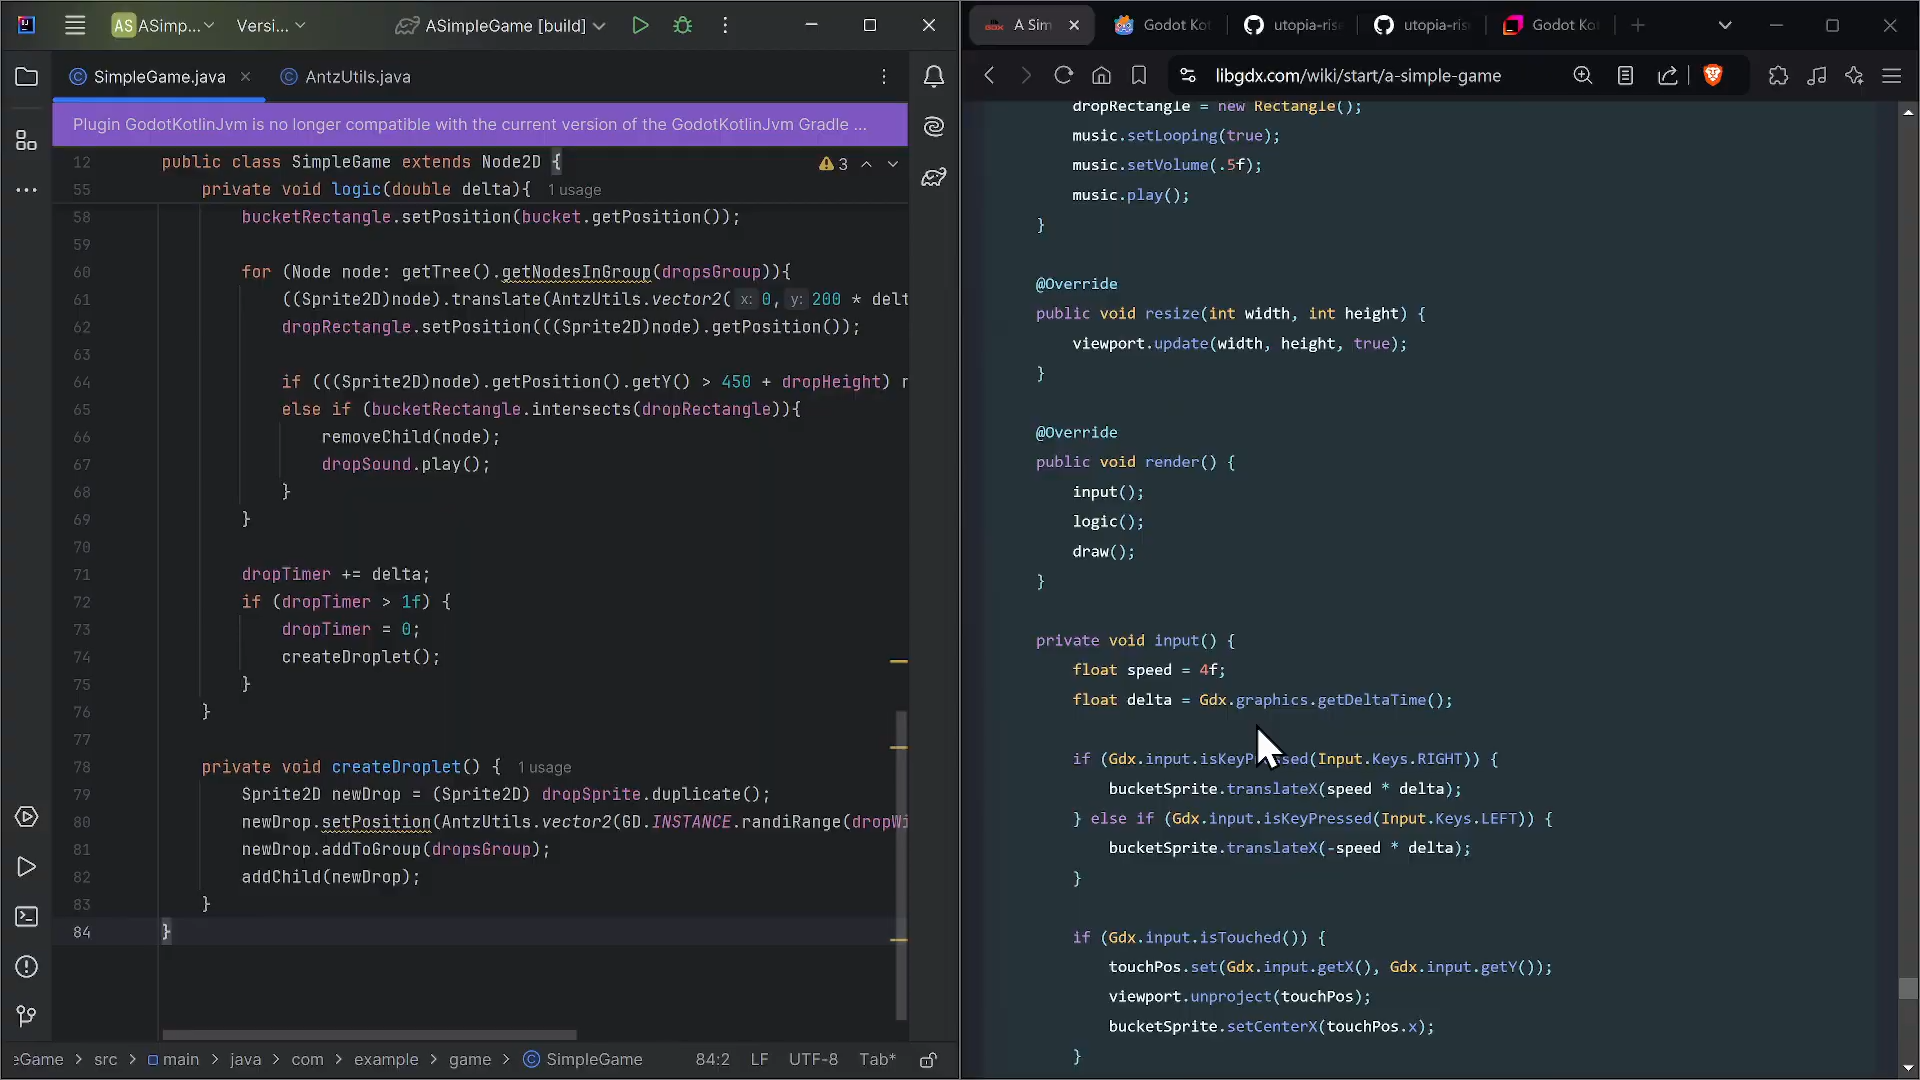 AS ASimp...
Versi...
ASimpleGame [build]
SimpleGame.java
AntzUtils.java
Plugin GodotKotlinJvm is no longer compatible with the current version of the GodotKotlinJvm Gradle ...
12 public class SimpleGame extends Node2D {
3
55 private void logic(double delta){ 1 usage
58 bucketRectangle.setPosition(bucket.getPosition());
59
60 for (Node node: getTree().getNodesInGroup(dropsGroup)){
61 ((Sprite2D)node).translate(AntzUtils.vector2( x: 0, y: 200 * delt
62 dropRectangle.setPosition(((Sprite2D)node).getPosition());
63
64 if (((Sprite2D)node).getPosition().getY() > 450 + dropHeight) r
65 else if (bucketRectangle.intersects(dropRectangle)){
66 removeChild(node);
67 dropSound.play();
68 }
69 }
70
71 dropTimer += delta;
72 if (dropTimer > 1f) {
73 dropTimer = 0;
74 createDroplet();
75 }
76 }
77
78 private void createDroplet() { 1 usage
79 Sprite2D newDrop = (Sprite2D) dropSprite.duplicate();
80 newDrop.setPosition(AntzUtils.vector2(GD.INSTANCE.randiRange(dropWi
81 newDrop.addToGroup(dropsGroup);
82 addChild(newDrop);
83 }
84 }
eGame > src > main > java > com > example > game > SimpleGame 84:2 LF UTF-8 Tab*
A Sim
Godot Ko
utopia-ris
utopia-ris
Godot Ko
libgdx.com/wiki/start/a-simple-game
dropRectangle = new Rectangle();
music.setLooping(true);
music.setVolume(.5f);
music.play();
}
@Override
public void resize(int width, int height) {
viewport.update(width, height, true);
}
@Override
public void render() {
input();
logic();
draw();
}
private void input() {
float speed = 4f;
float delta = Gdx.graphics.getDeltaTime();
if (Gdx.input.isKeyPressed(Input.Keys.RIGHT)) {
bucketSprite.translateX(speed * delta);
} else if (Gdx.input.isKeyPressed(Input.Keys.LEFT)) {
bucketSprite.translateX(-speed * delta);
}
if (Gdx.input.isTouched()) {
touchPos.set(Gdx.input.getX(), Gdx.input.getY());
viewport.unproject(touchPos);
bucketSprite.setCenterX(touchPos.x);
}